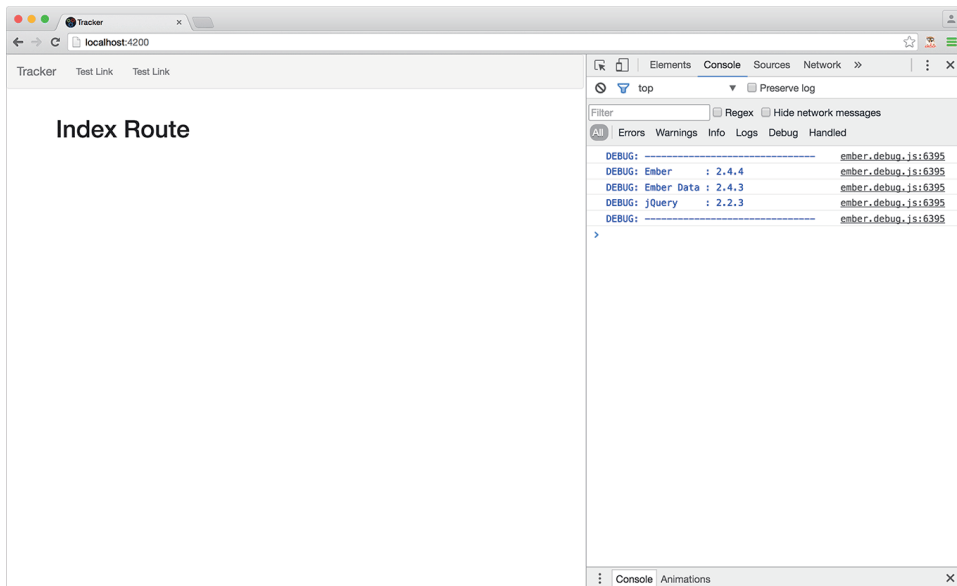 Tracker
localhost:4200
Tracker Test Link Test Link
Index Route
Elements Console Sources Network »
top ▼ Preserve log
Filter Regex Hide network messages
All Errors Warnings Info Logs Debug Handled
DEBUG: ------------------------------- ember.debug.js:6395
DEBUG: Ember : 2.4.4 ember.debug.js:6395
DEBUG: Ember Data : 2.4.3 ember.debug.js:6395
DEBUG: jQuery : 2.2.3 ember.debug.js:6395
DEBUG: ------------------------------- ember.debug.js:6395
>
Console Animations